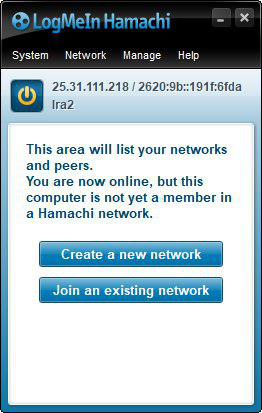 LogMeIn Hamachi
System Network Manage Help
25.31.111.218 / 2620:9b::191f:6fda
Ira2
This area will list your networks
and peers.
You are now online, but this
computer is not yet a member in
a Hamachi network.
Create a new network
Join an existing network